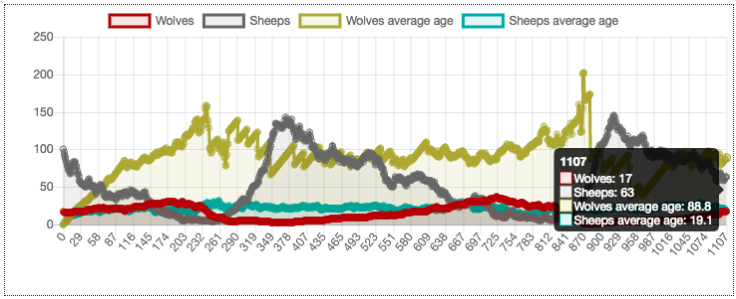 Wolves Sheeps Wolves average age Sheeps average age
250
200
150
100
50
0
0 29 58 87 116 145 174 203 232 261 290 319 349 378 407 435 465 493 523 551 580 609 638 667 697 725 754 783 812 841 870 900 929 958 987 1016 1045 1074 1107
1107
Wolves: 17
Sheeps: 63
Wolves average age: 88.8
Sheeps average age: 19.1